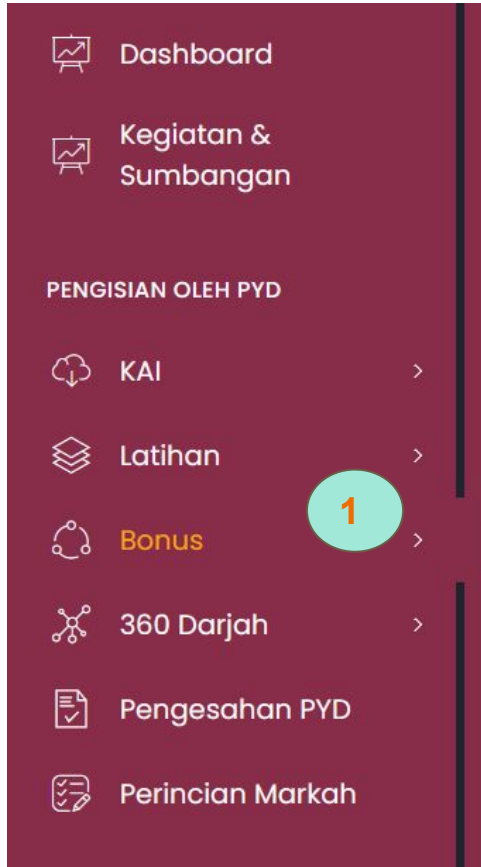 Dashboard
Kegiatan &
Sumbangan
PENGISIAN OLEH PYD
KAI
Latihan
1
Bonus
360 Darjah
Pengesahan PYD
Perincian Markah